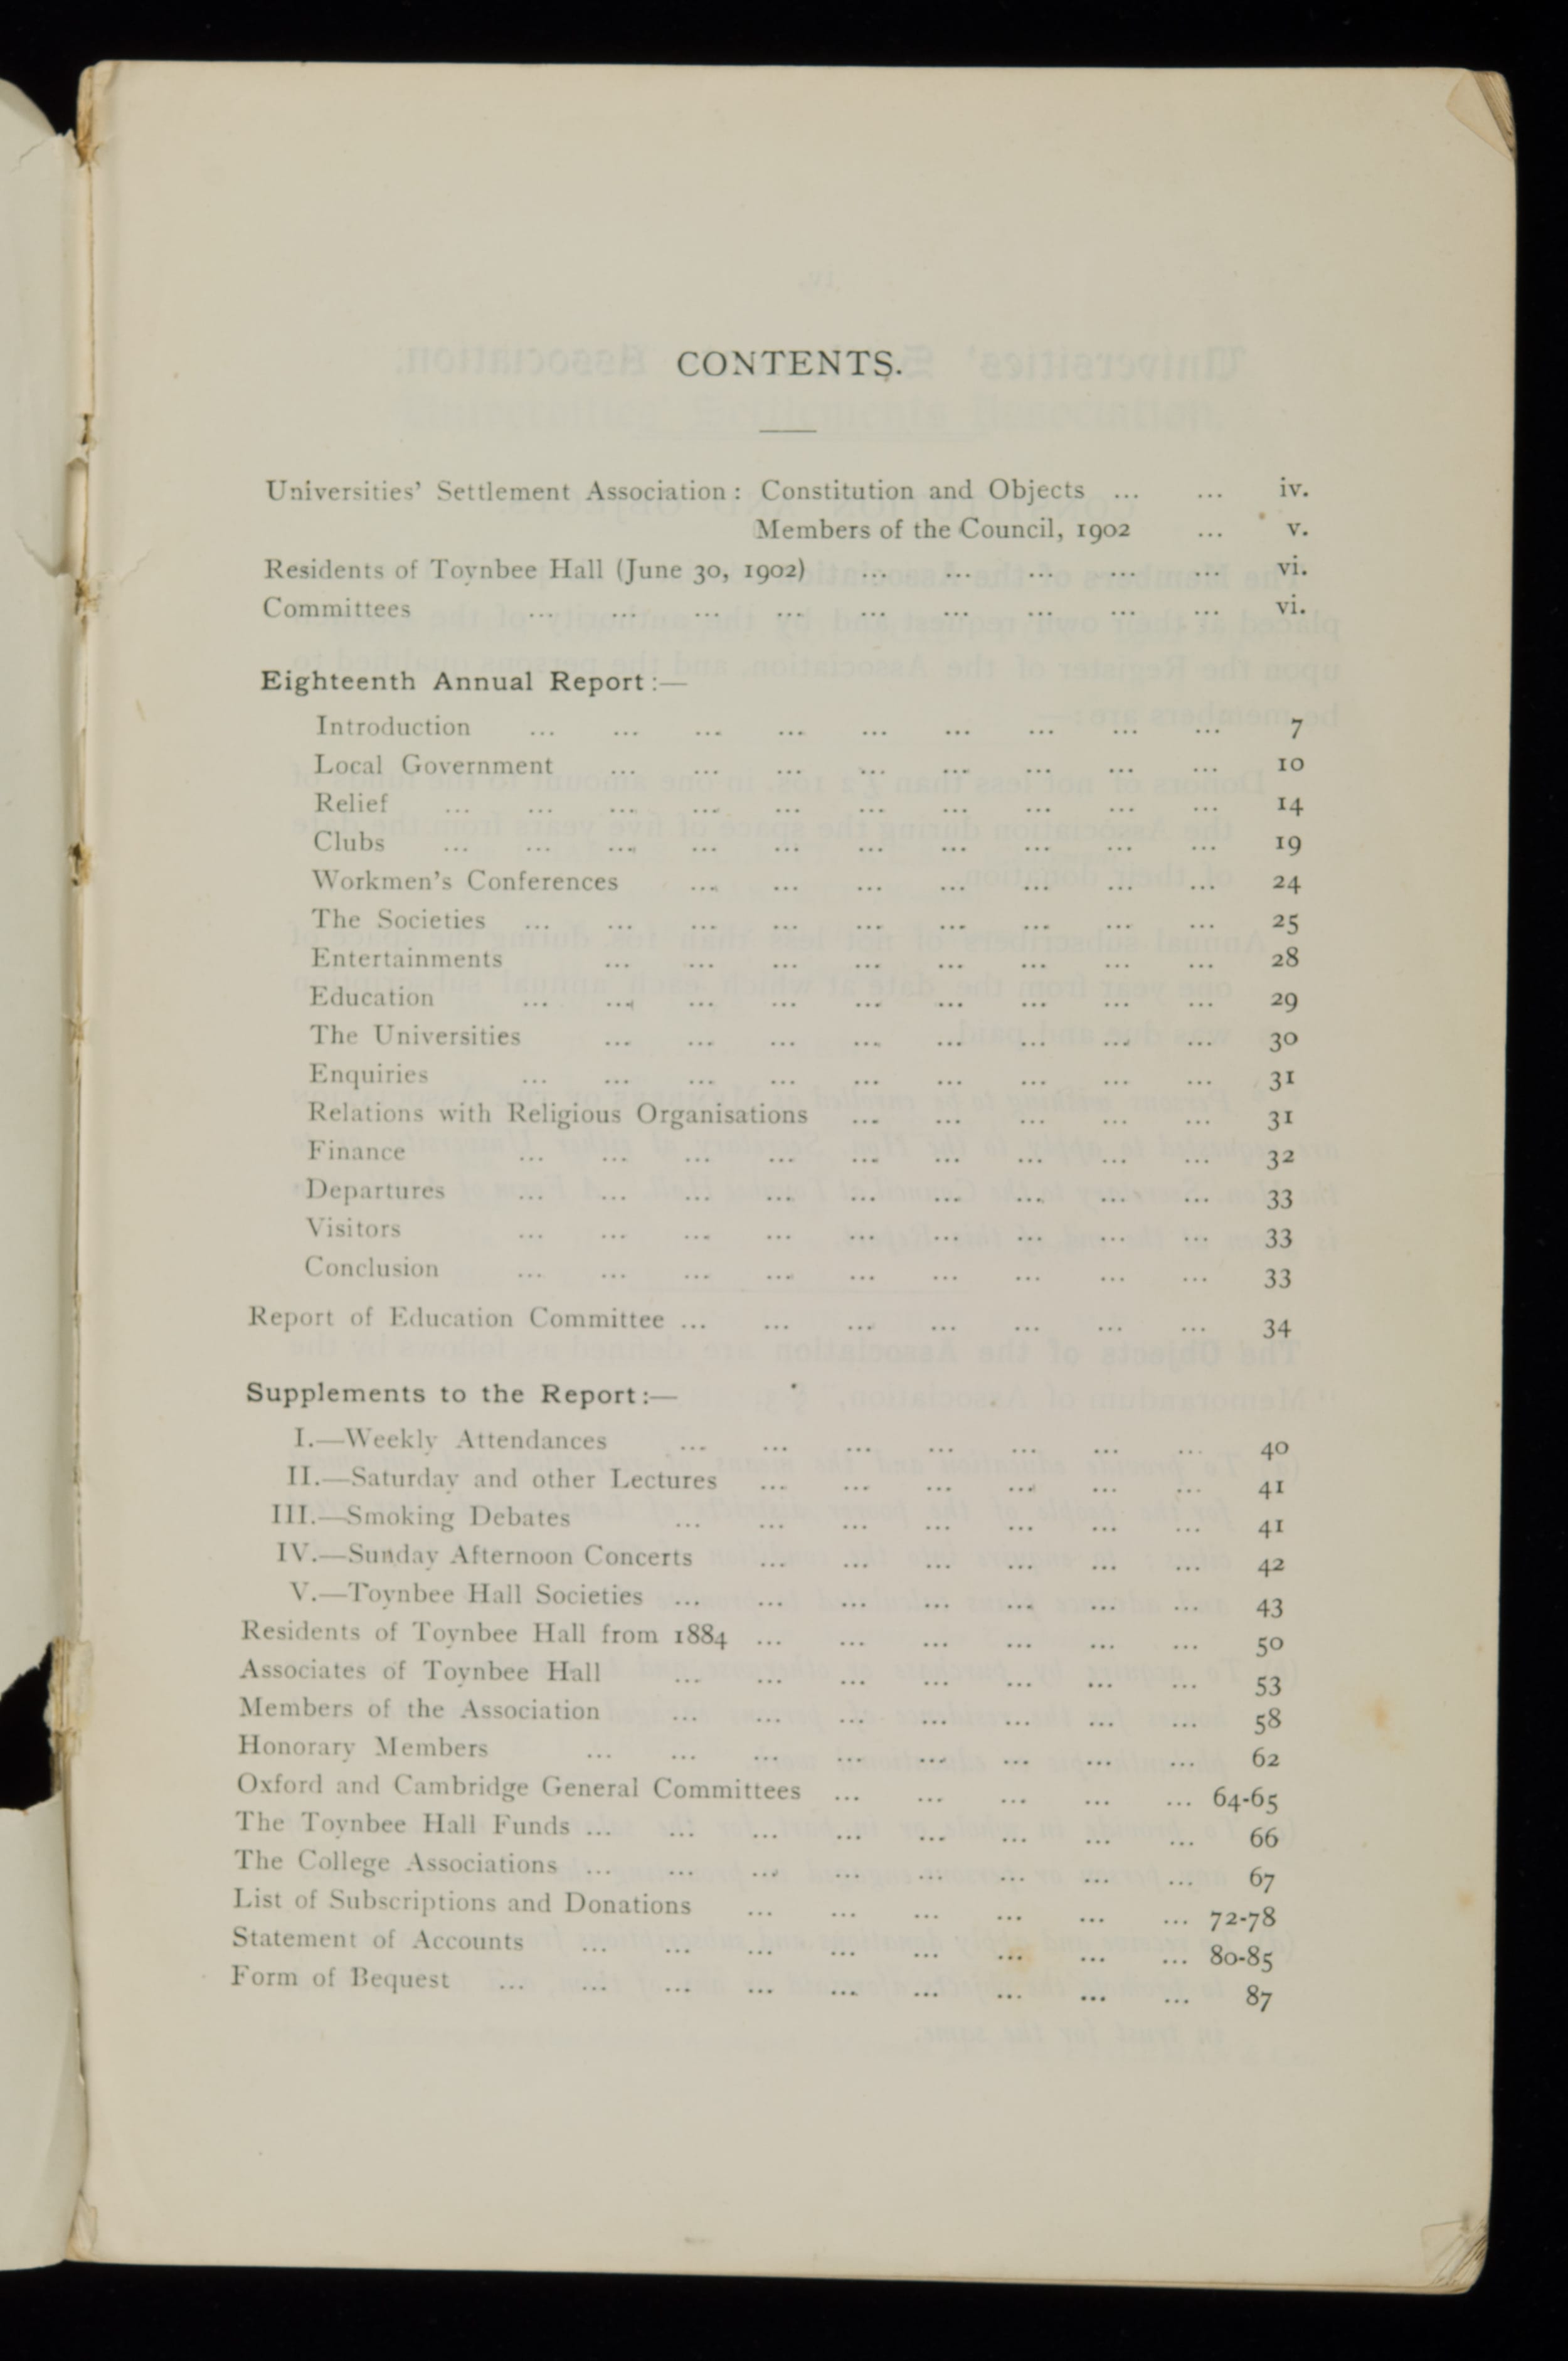 CONTENTS.
Universities' Settlement Association: Constitution and Objects ... ... iv.
Members of the Council, 1902 ... v.
Residents of Toynbee Hall (June 30, 1902) ... ... ... ... ... vi.
Committees ... ... ... ... ... ... ... ... ... vi.
Eighteenth Annual Report:—
Introduction ... ... ... ... ... ... ... ... ... 7
Local Government ... ... ... ... ... ... ... ... 10
Relief ... ... ... ... ... ... ... ... ... ... 14
Clubs ... ... ... ... ... ... ... ... ... ... 19
Workmen's Conferences ... ... ... ... ... ... ... 24
The Societies ... ... ... ... ... ... ... ... ... 25
Entertainments ... ... ... ... ... ... ... ... 28
Education ... ... ... ... ... ... ... ... ... 29
The Universities ... ... ... ... ... ... ... ... 30
Enquiries ... ... ... ... ... ... ... ... ... 31
Relations with Religious Organisations ... ... ... ... ... 31
Finance ... ... ... ... ... ... ... ... ... 32
Departures ... ... ... ... ... ... ... ... ... 33
Visitors ... ... ... ... ... ... ... ... ... 33
Conclusion ... ... ... ... ... ... ... ... ... 33
Report of Education Committee ... ... ... ... ... ... ... 34
Supplements to the Report:—
I.—Weekly Attendances ... ... ... ... ... ... ... 40
II.—Saturday and other Lectures ... ... ... ... ... ... 41
III.—Smoking Debates ... ... ... ... ... ... ... 41
IV.—Sunday Afternoon Concerts ... ... ... ... ... ... 42
V.—Toynbee Hall Societies ... ... ... ... ... ... ... 43
Residents of Toynbee Hall from 1884 ... ... ... ... ... ... 50
Associates of Toynbee Hall ... ... ... ... ... ... ... 53
Members of the Association ... ... ... ... ... ... ... 58
Honorary Members ... ... ... ... ... ... ... ... 62
Oxford and Cambridge General Committees ... ... ... ... ... 64-65
The Toynbee Hall Funds ... ... ... ... ... ... ... ... 66
The College Associations ... ... ... ... ... ... ... ... 67
List of Subscriptions and Donations ... ... ... ... ... ... 72-78
Statement of Accounts ... ... ... ... ... ... ... ... 80-85
Form of Bequest ... ... ... ... ... ... ... ... ... 87